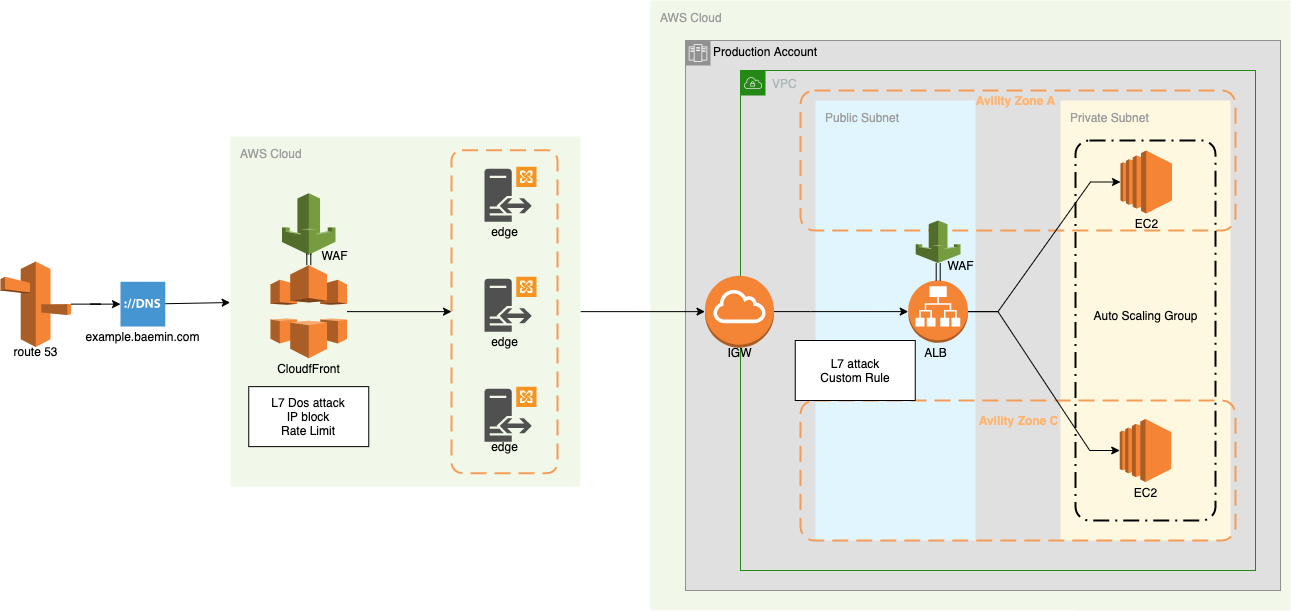 AWS Cloud
Production Account
VPC
Avility Zone A
Public Subnet
Private Subnet
EC2
AWS Cloud
edge
WAF
WAF
://DNS
example.baemin.com
route 53
edge
CloudfFront
L7 Dos attack
IP block
Rate Limit
edge
IGW
ALB
L7 attack
Custom Rule
Auto Scaling Group
Avility Zone C
EC2